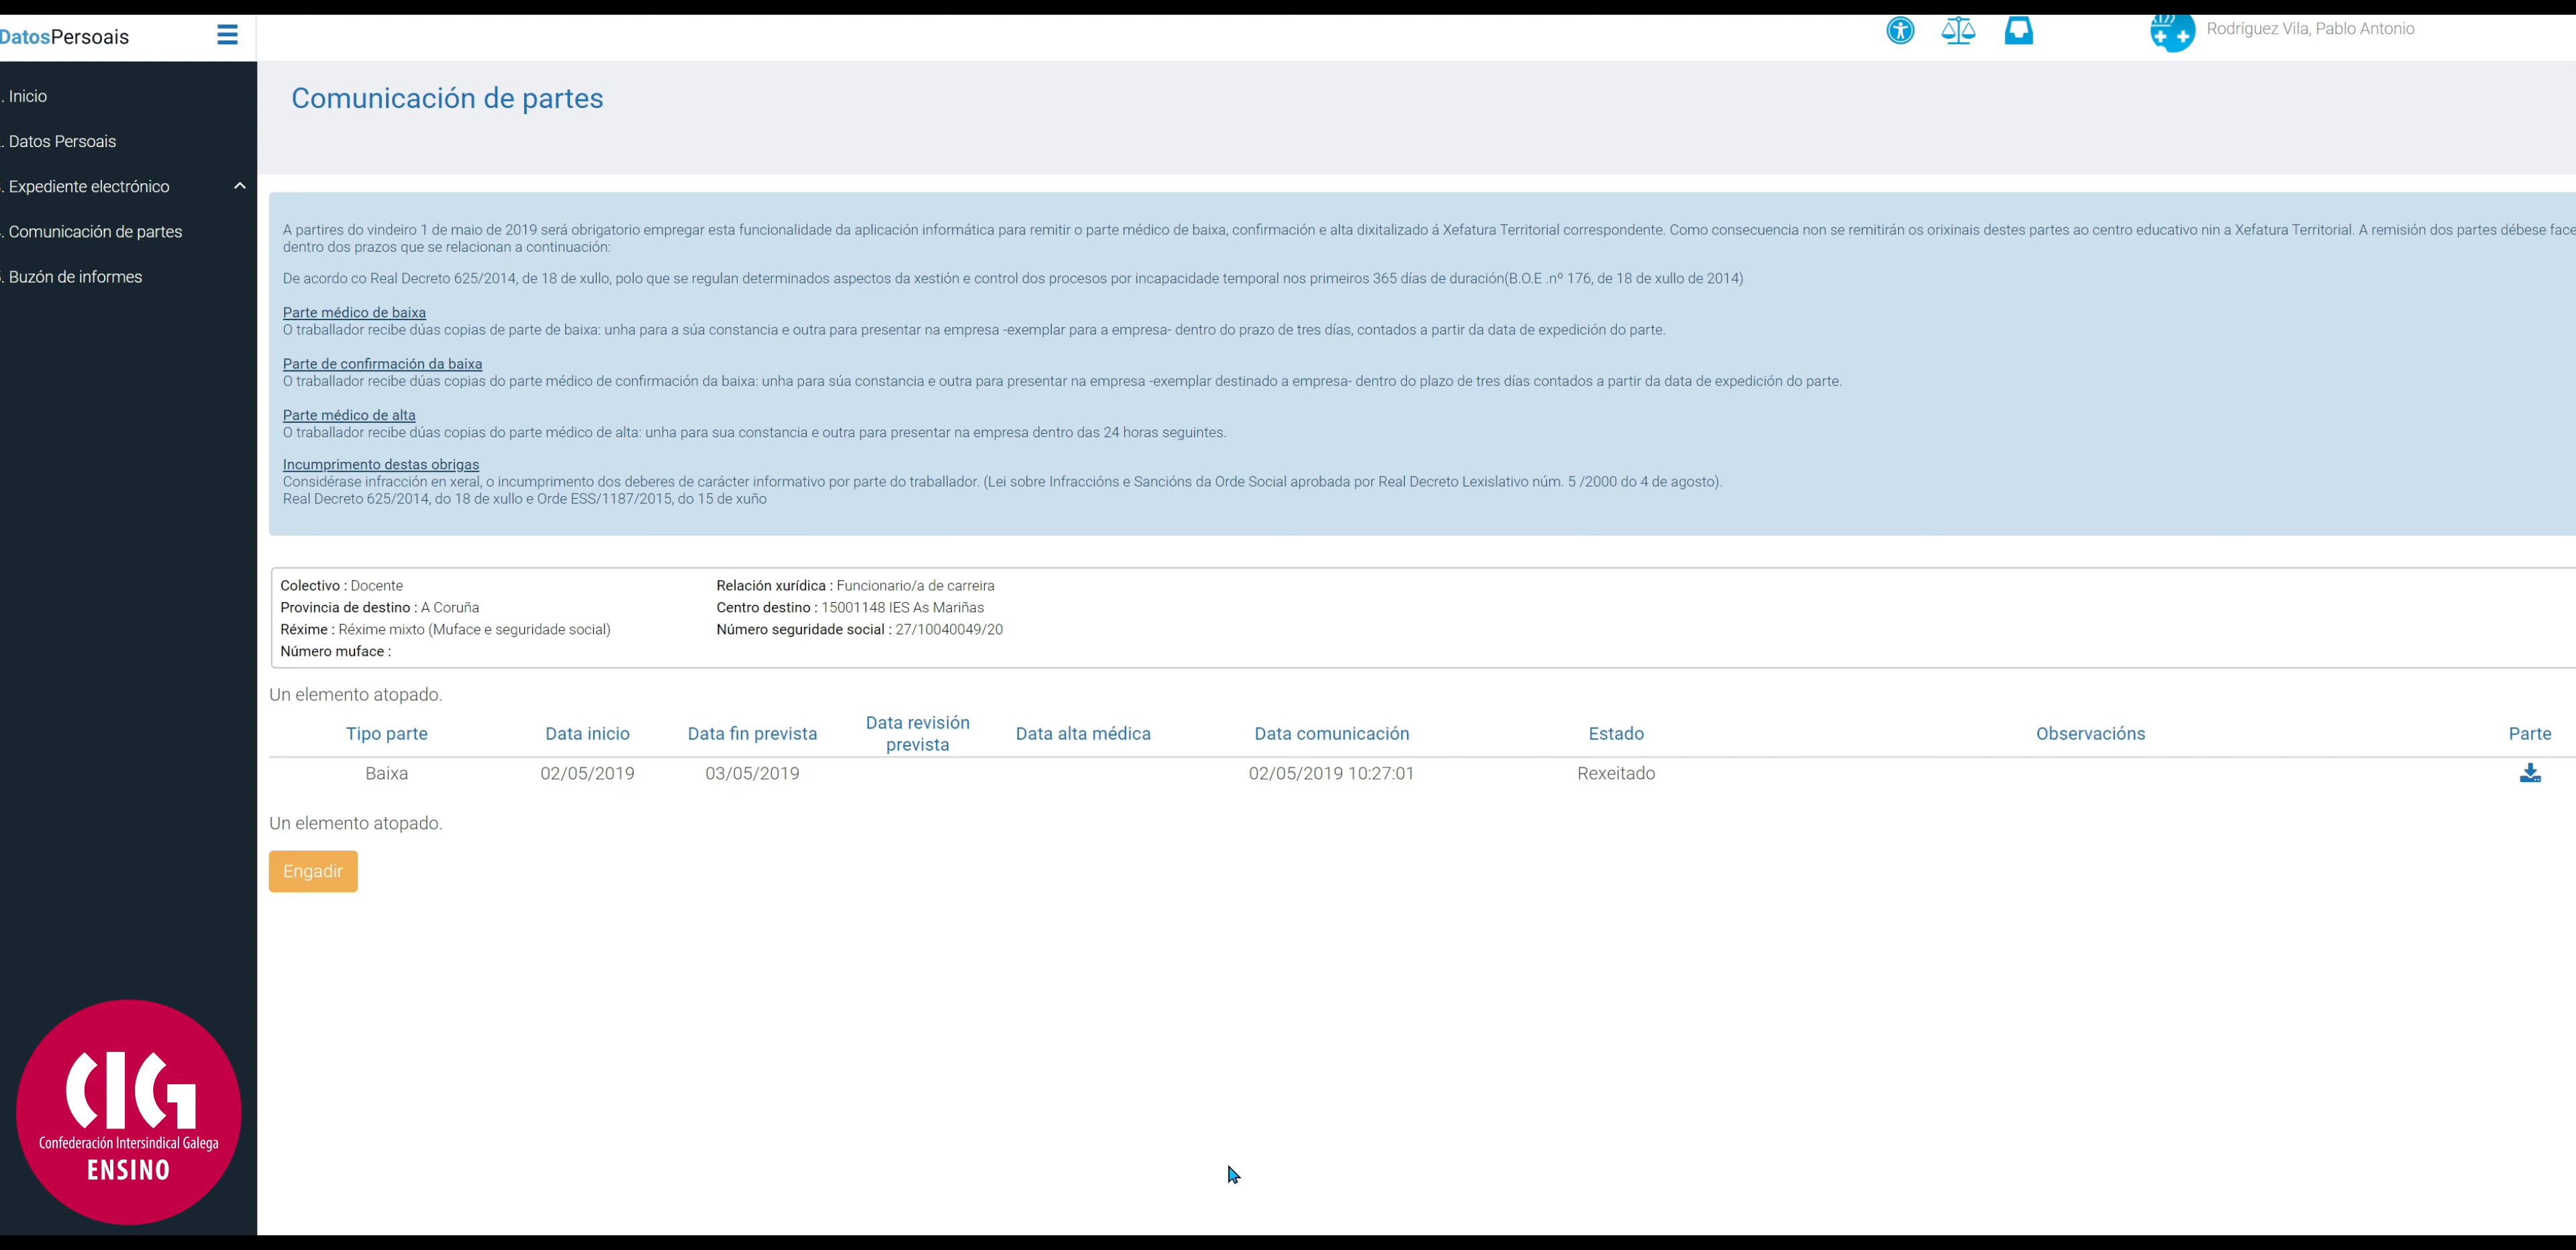 DatosPersoais
Rodríguez Vila, Pablo Antonio
. Inicio
. Datos Persoais
. Expediente electrónico
. Comunicación de partes
. Buzón de informes
Comunicación de partes
A partires do vindeiro 1 de maio de 2019 será obrigatorio empregar esta funcionalidade da aplicación informática para remitir o parte médico de baixa, confirmación e alta dixitalizado á Xefatura Territorial correspondente. Como consecuencia non se remitirán os orixinais destes partes ao centro educativo nin a Xefatura Territorial. A remisión dos partes débese
dentro dos prazos que se relacionan a continuación:
De acordo co Real Decreto 625/2014, de 18 de xullo, polo que se regulan determinados aspectos da xestión e control dos procesos por incapacidade temporal nos primeiros 365 días de duración(B.O.E .nº 176, de 18 de xullo de 2014)
Parte médico de baixa
O traballador recibe dúas copias de parte de baixa: unha para a súa constancia e outra para presentar na empresa -exemplar para a empresa- dentro do prazo de tres días, contados a partir da data de expedición do parte.
Parte de confirmación da baixa
O traballador recibe dúas copias do parte médico de confirmación da baixa: unha para súa constancia e outra para presentar na empresa -exemplar destinado a empresa- dentro do plazo de tres días contados a partir da data de expedición do parte.
Parte médico de alta
O traballador recibe dúas copias do parte médico de alta: unha para sua constancia e outra para presentar na empresa dentro das 24 horas seguintes.
Incumprimento destas obrigas
Considérase infracción en xeral, o incumprimento dos deberes de carácter informativo por parte do traballador. (Lei sobre Infraccións e Sancións da Orde Social aprobada por Real Decreto Lexislativo núm. 5 /2000 do 4 de agosto).
Real Decreto 625/2014, do 18 de xullo e Orde ESS/1187/2015, do 15 de xuño
Colectivo : Docente
Relación xurídica : Funcionario/a de carreira
Provincia de destino : A Coruña
Centro destino : 15001148 IES As Mariñas
Réxime : Réxime mixto (Muface e seguridade social)
Número seguridade social : 27/10040049/20
Número muface :
Un elemento atopado.
Tipo parte Data inicio Data fin prevista Data revisión prevista Data alta médica Data comunicación Estado Observacións Parte
Baixa 02/05/2019 03/05/2019 02/05/2019 10:27:01 Rexeitado
Un elemento atopado.
Engadir
CIG
Confederación Intersindical Galega
ENSINO